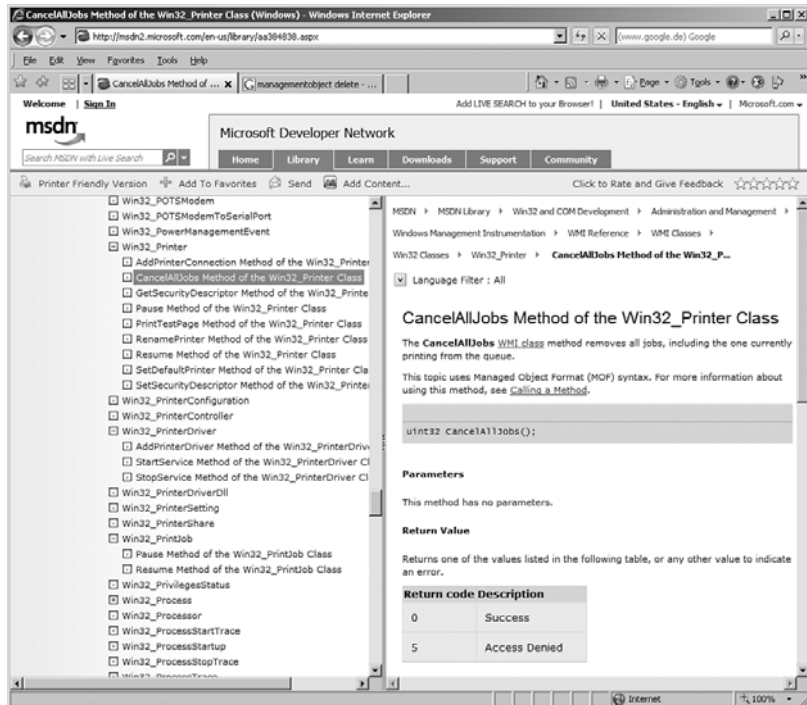 CancelAllJobs Method of the Win32_Printer Class (Windows) - Windows Internet Explorer
http://msdn2.microsoft.com/en-us/library/aa384838.aspx
(www.google.de) Google
File Edit View Favorites Tools Help
CancelAllJobs Method of ... x
managementobject delete - ...
Page Tools
Welcome | Sign In
Add LIVE SEARCH to your Browser! | United States - English | Microsoft.com
msdn
Microsoft Developer Network
Search MSDN with Live Search
Home Library Learn Downloads Support Community
Printer Friendly Version Add To Favorites Send Add Content...
Click to Rate and Give Feedback
Win32_POTSModem
Win32_POTSModemToSerialPort
Win32_PowerManagementEvent
Win32_Printer
AddPrinterConnection Method of the Win32_Printer
CancelAllJobs Method of the Win32_Printer Class
GetSecurityDescriptor Method of the Win32_Printe
Pause Method of the Win32_Printer Class
PrintTestPage Method of the Win32_Printer Class
RenamePrinter Method of the Win32_Printer Class
Resume Method of the Win32_Printer Class
SetDefaultPrinter Method of the Win32_Printer Cla
SetSecurityDescriptor Method of the Win32_Printe
Win32_PrinterConfiguration
Win32_PrinterController
Win32_PrinterDriver
AddPrinterDriver Method of the Win32_PrinterDriv
StartService Method of the Win32_PrinterDriver Cl
StopService Method of the Win32_PrinterDriver Cl
Win32_PrinterDriverDll
Win32_PrinterSetting
Win32_PrinterShare
Win32_PrintJob
Pause Method of the Win32_PrintJob Class
Resume Method of the Win32_PrintJob Class
Win32_PrivilegesStatus
Win32_Process
Win32_Processor
Win32_ProcessStartTrace
Win32_ProcessStartup
Win32_ProcessStopTrace
Win32_ProcessTrace
MSDN MSDN Library Win32 and COM Development Administration and Management
Windows Management Instrumentation WMI Reference WMI Classes
Win32 Classes Win32_Printer CancelAllJobs Method of the Win32_P...
Language Filter : All
CancelAllJobs Method of the Win32_Printer Class
The CancelAllJobs WMI class method removes all jobs, including the one currently
printing from the queue.
This topic uses Managed Object Format (MOF) syntax. For more information about
using this method, see Calling a Method.
uint32 CancelAllJobs();
Parameters
This method has no parameters.
Return Value
Returns one of the values listed in the following table, or any other value to indicate
an error.
Return code Description
0 Success
5 Access Denied
Internet
100%